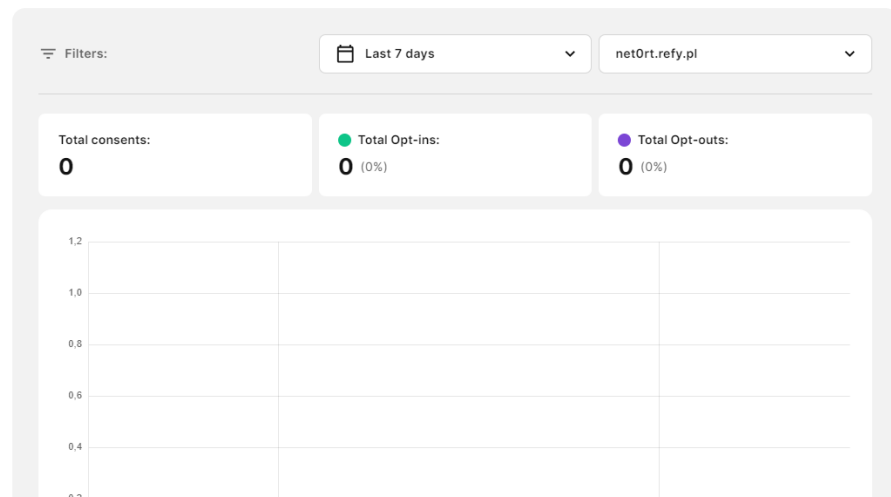 Filters:
Last 7 days
net0rt.refy.pl
Total consents:
0
Total Opt-ins:
0 (0%)
Total Opt-outs:
0 (0%)
1,2
1,0
0,8
0,6
0,4